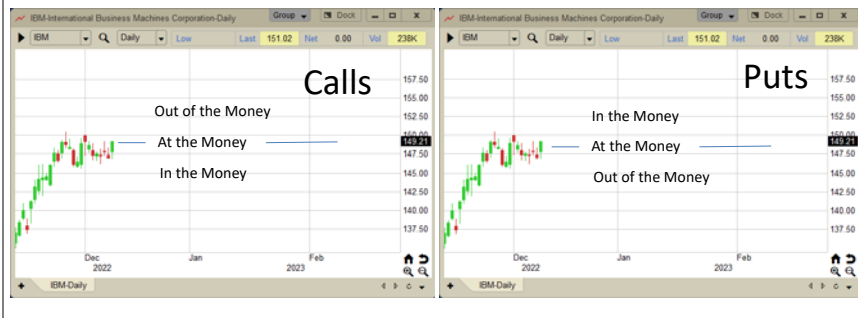 IBM-International Business Machines Corporation-Daily
Group
Dock
IBM
Daily
Low
Last 151.02 Net 0.00 Vol 238K
Calls
Out of the Money
At the Money
In the Money
157.50
155.00
152.50
150.00
149.21
147.50
145.00
142.50
140.00
137.50
Dec Jan Feb
2022 2023
IBM-Daily
IBM-International Business Machines Corporation-Daily
Group
Dock
IBM
Daily
Low
Last 151.02 Net 0.00 Vol 238K
Puts
In the Money
At the Money
Out of the Money
157.50
155.00
152.50
150.00
149.21
147.50
145.00
142.50
140.00
137.50
Dec Jan Feb
2022 2023
IBM-Daily